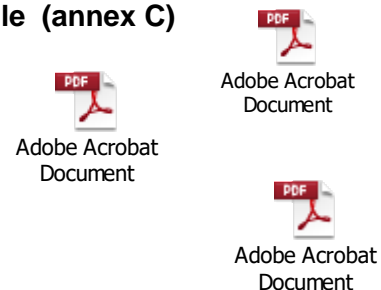 le (annex C)
PDF
Adobe Acrobat
Document
PDF
Adobe Acrobat
Document
PDF
Adobe Acrobat
Document